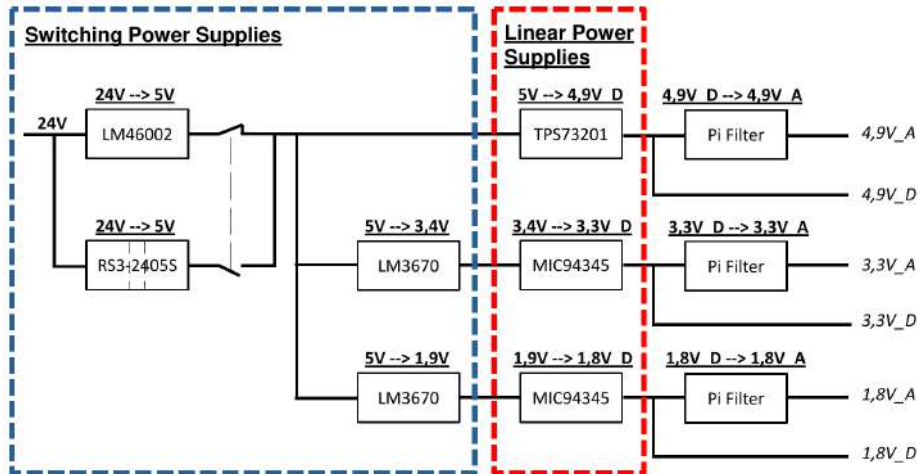 Switching Power Supplies
Linear Power
Supplies
24V --> 5V
5V --> 4,9V_D
4,9V_D --> 4,9V_A
24V
LM46002
TPS73201
Pi Filter
4,9V_A
4,9V_D
24V --> 5V
5V --> 3,4V
3,4V --> 3,3V_D
3,3V_D --> 3,3V_A
RS3-2405S
LM3670
MIC94345
Pi Filter
3,3V_A
3,3V_D
5V --> 1,9V
1,9V --> 1,8V_D
1,8V_D --> 1,8V_A
LM3670
MIC94345
Pi Filter
1,8V_A
1,8V_D